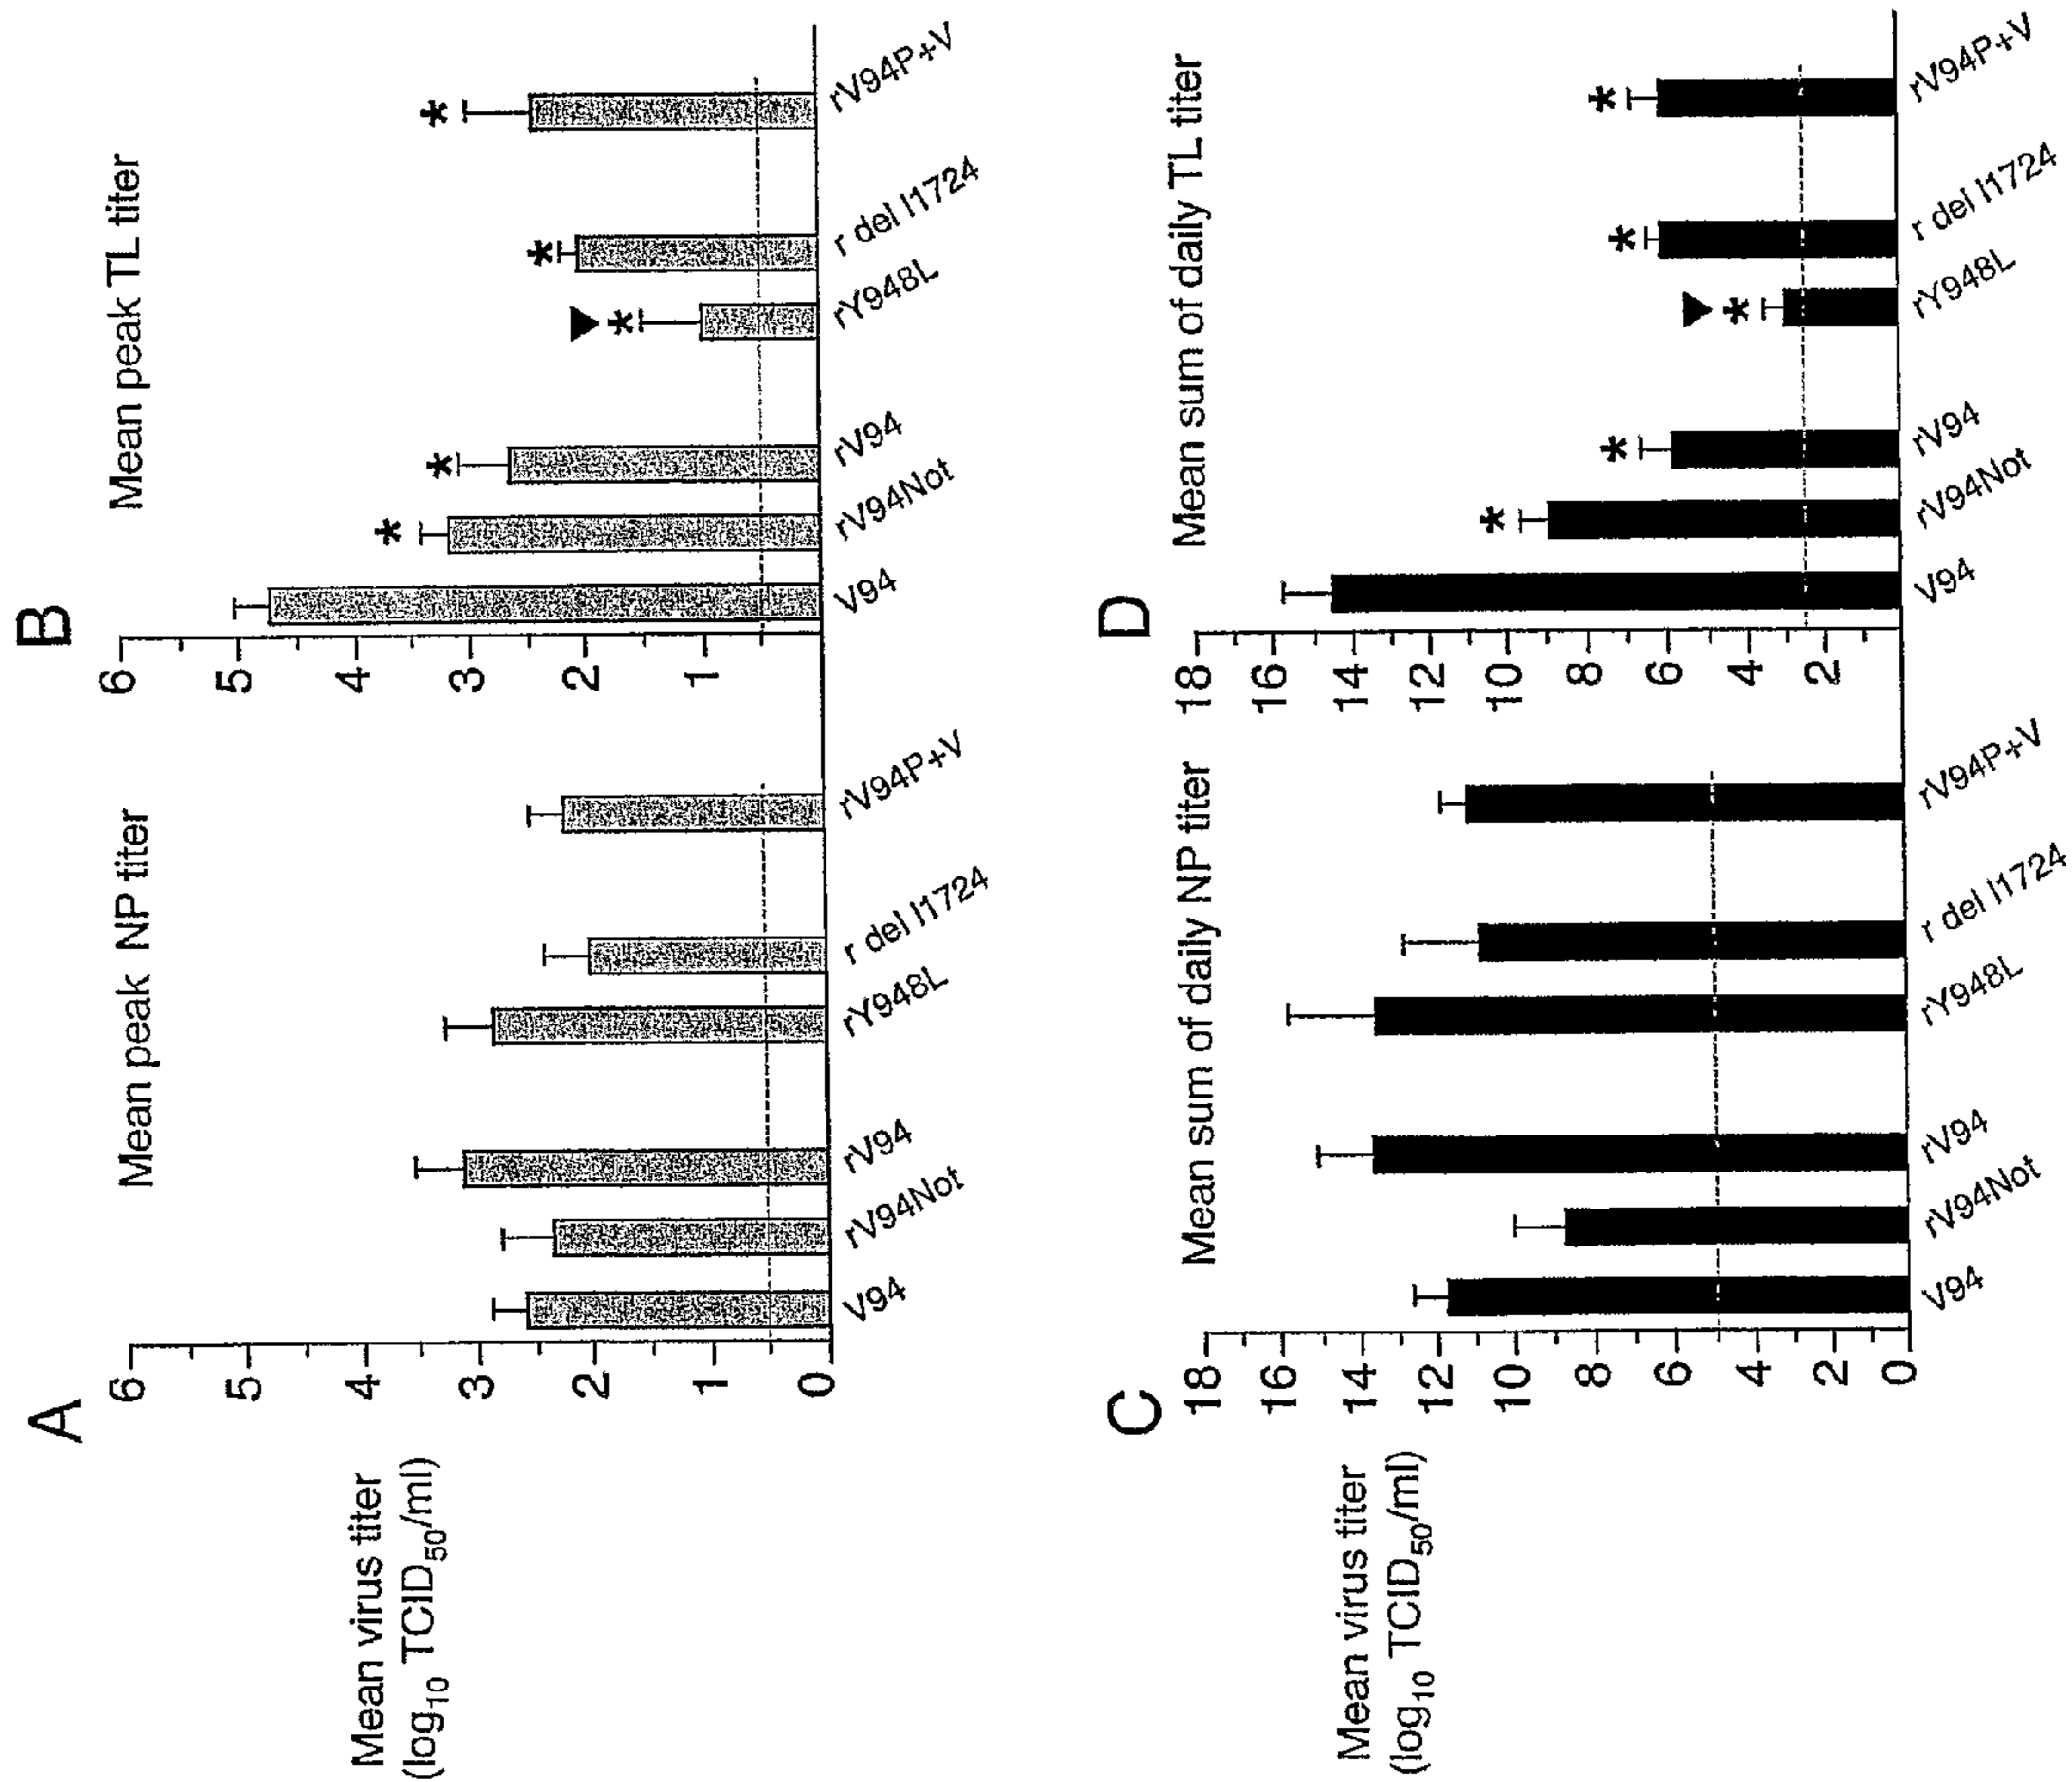 A
Mean peak NP titer
Mean virus titer
(log10 TCID50/ml)
6
5
4
3
2
1
0
V94
rV94Not
rV94
rY948L
r del I1724
rV94P+V
B
Mean peak TL titer
6
5
4
3
2
1
*
*
▼
*
*
*
V94
rV94Not
rV94
rY948L
r del I1724
rV94P+V
C
Mean sum of daily NP titer
Mean virus titer
(log10 TCID50/ml)
18
16
14
12
10
8
6
4
2
0
V94
rV94Not
rV94
rY948L
r del I1724
rV94P+V
D
Mean sum of daily TL titer
18
16
14
12
10
8
6
4
2
*
*
▼
*
*
*
V94
rV94Not
rV94
rY948L
r del I1724
rV94P+V